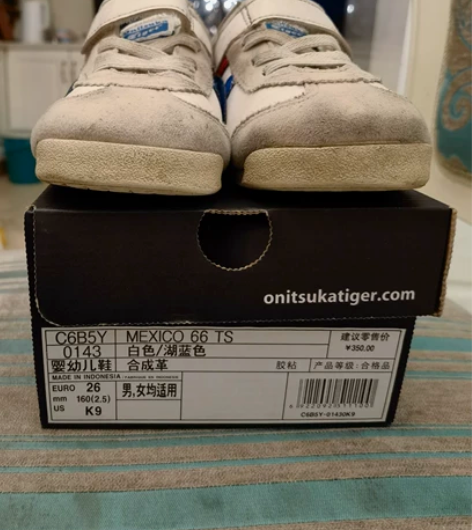 Tiger
onitsukatiger.com
C6B5Y MEXICO 66 TS 建议零售价
0143 白色/湖蓝色 ¥350.00
婴幼儿鞋 合成革 胶粘 产品等级:合格品
MADE IN INDONESIA
EURO 26 男,女均适用
mm 160(2.5)
US K9
C6B5Y-01430K9